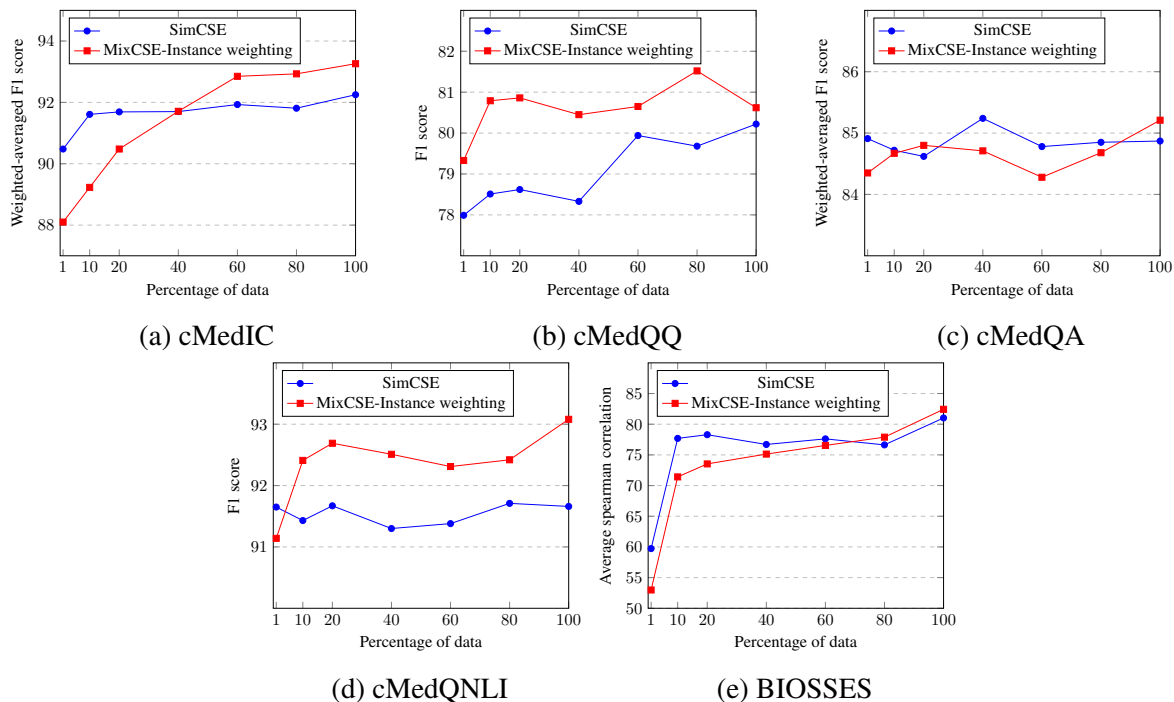 SimCSE
MixCSE-Instance weighting
Weighted-averaged F1 score
94
92
90
88
1 10 20 40 60 80 100
Percentage of data
(a) cMedIC
SimCSE
MixCSE-Instance weighting
F1 score
82
81
80
79
78
1 10 20 40 60 80 100
Percentage of data
(b) cMedQQ
SimCSE
MixCSE-Instance weighting
Weighted-averaged F1 score
86
85
84
1 10 20 40 60 80 100
Percentage of data
(c) cMedQA
SimCSE
MixCSE-Instance weighting
F1 score
93
92
91
1 10 20 40 60 80 100
Percentage of data
(d) cMedQNLI
SimCSE
MixCSE-Instance weighting
Average spearman correlation
85
80
75
70
65
60
55
50
1 10 20 40 60 80 100
Percentage of data
(e) BIOSSES